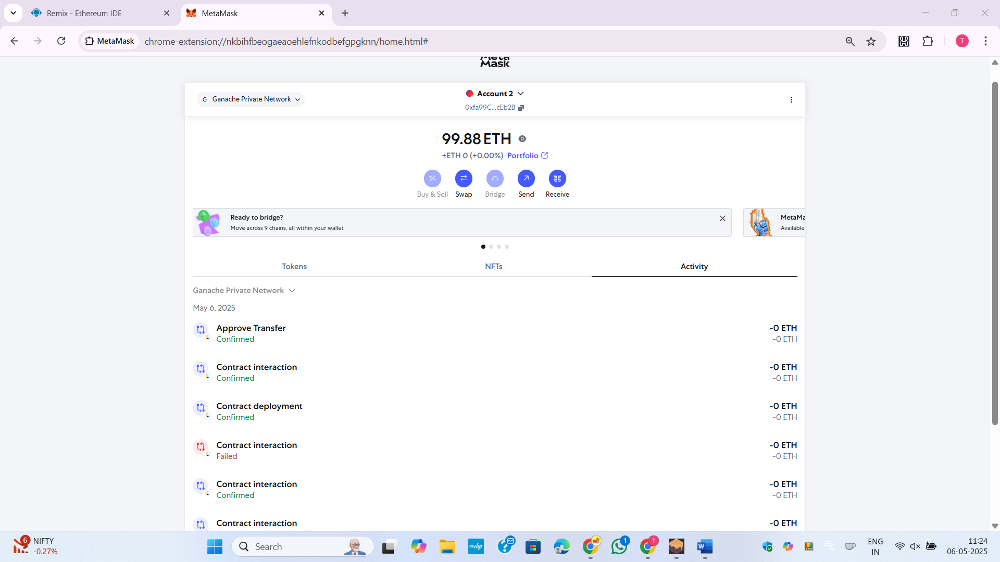 Remix - Ethereum IDE
MetaMask
MetaMask
chrome-extension://nkbihfbeogaeaoehlefnkodbefgpgknn/home.html#
T
Meta
Mask
G Ganache Private Network
Account 2
0xfa99C...cEb2B
99.88 ETH
+ETH 0 (+0.00%) Portfolio
Buy & Sell
Swap
Bridge
Send
Receive
Ready to bridge?
Move across 9 chains, all within your wallet
MetaMa
Available
Tokens
NFTs
Activity
Ganache Private Network
May 6, 2025
L
Approve Transfer
Confirmed
-0 ETH
-0 ETH
L
Contract interaction
Confirmed
-0 ETH
-0 ETH
L
Contract deployment
Confirmed
-0 ETH
-0 ETH
L
Contract interaction
Failed
-0 ETH
-0 ETH
L
Contract interaction
Confirmed
-0 ETH
-0 ETH
Contract interaction
-0 ETH
6
NIFTY
-0.27%
Search
myhp
1
T
W
ENG
IN
11:24
06-05-2025